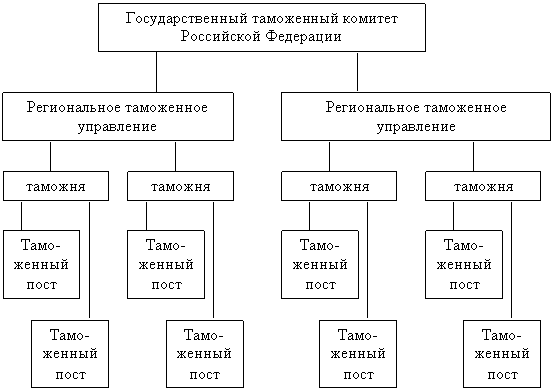 Государственный таможенный комитет
Российской Федерации
Региональное таможенное
управление
Региональное таможенное
управление
таможня
таможня
таможня
таможня
Тамо-
женный
пост
Тамо-
женный
пост
Тамо-
женный
пост
Тамо-
женный
пост
Тамо-
женный
пост
Тамо-
женный
пост
Тамо-
женный
пост
Тамо-
женный
пост